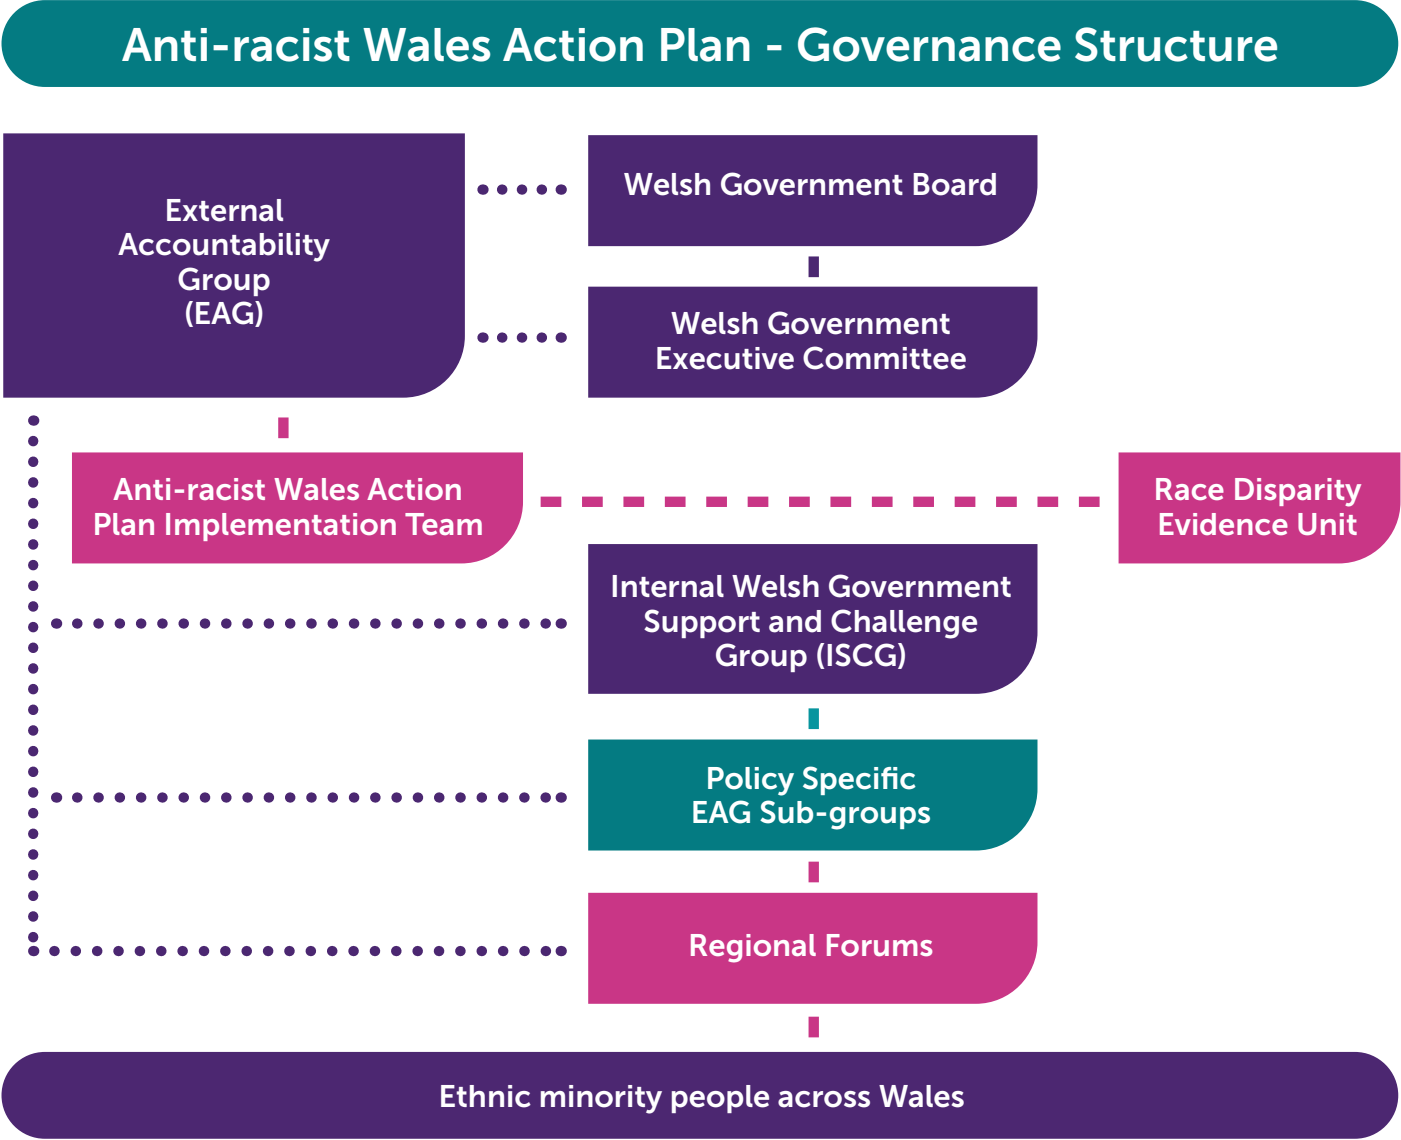 Anti-racist Wales Action Plan - Governance Structure
External
Accountability
Group
(EAG)
Welsh Government Board
Welsh Government
Executive Committee
Anti-racist Wales Action
Plan Implementation Team
Race Disparity
Evidence Unit
Internal Welsh Government
Support and Challenge
Group (ISCG)
Policy Specific
EAG Sub-groups
Regional Forums
Ethnic minority people across Wales